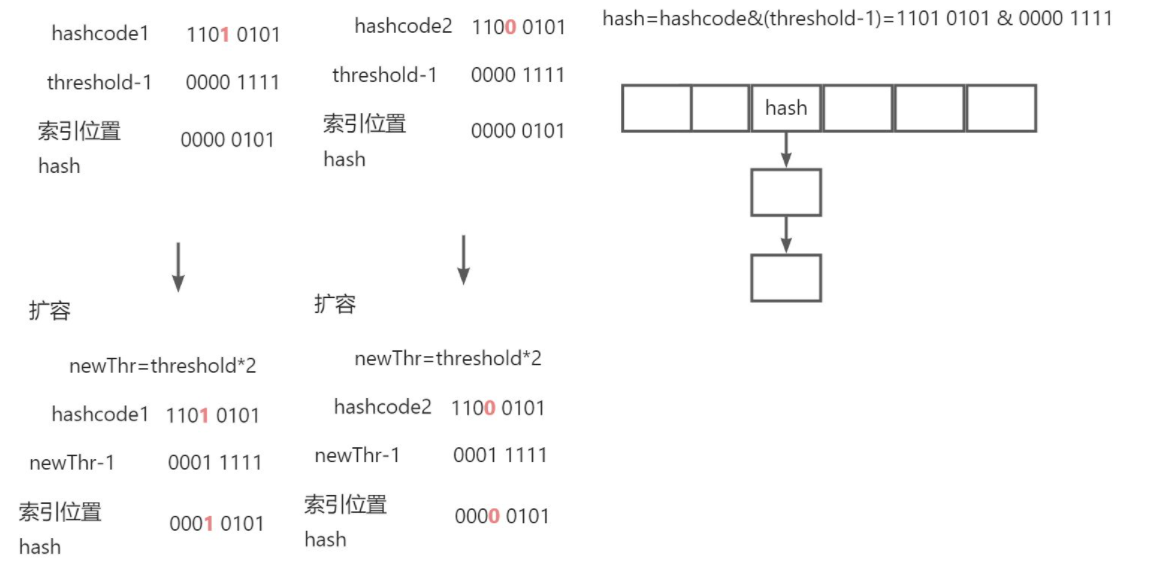 hashcode1 1101 0101
threshold-1 0000 1111
索引位置 0000 0101
hash
扩容
newThr=threshold*2
hashcode1 1101 0101
newThr-1 0001 1111
索引位置 0001 0101
hash
hashcode2 1100 0101
threshold-1 0000 1111
索引位置 0000 0101
hash
扩容
newThr=threshold*2
hashcode2 1100 0101
newThr-1 0001 1111
索引位置 0000 0101
hash
hash=hashcode&(threshold-1)=1101 0101 & 0000 1111
hash